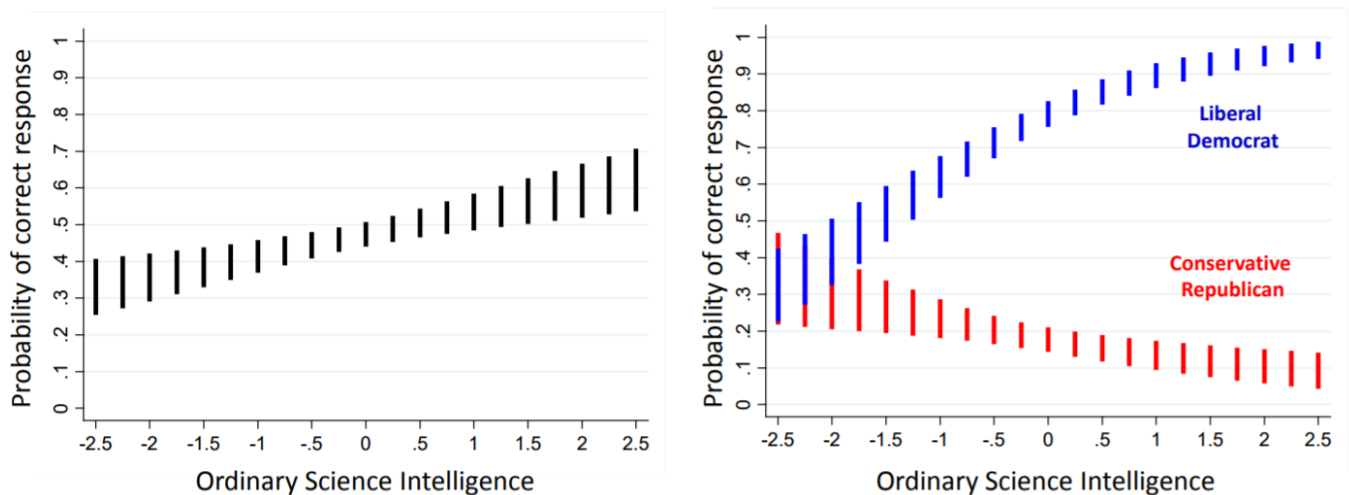 Probability of correct response
1
.9
.8
.7
.6
.5
.4
.3
.2
.1
0
-2.5 -2 -1.5 -1 -.5 0 .5 1 1.5 2 2.5
Ordinary Science Intelligence
Probability of correct response
1
.9
.8
.7
.6
.5
.4
.3
.2
.1
0
Liberal
Democrat
Conservative
Republican
-2.5 -2 -1.5 -1 -.5 0 .5 1 1.5 2 2.5
Ordinary Science Intelligence